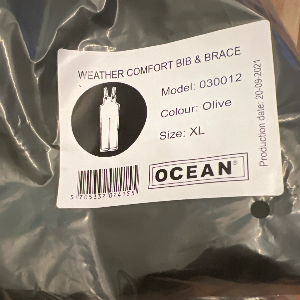 WEATHER COMFORT BIB & BRACE
Model: 030012
Colour: Olive
Size: XL
OCEAN®
Production date: 20-09-2021